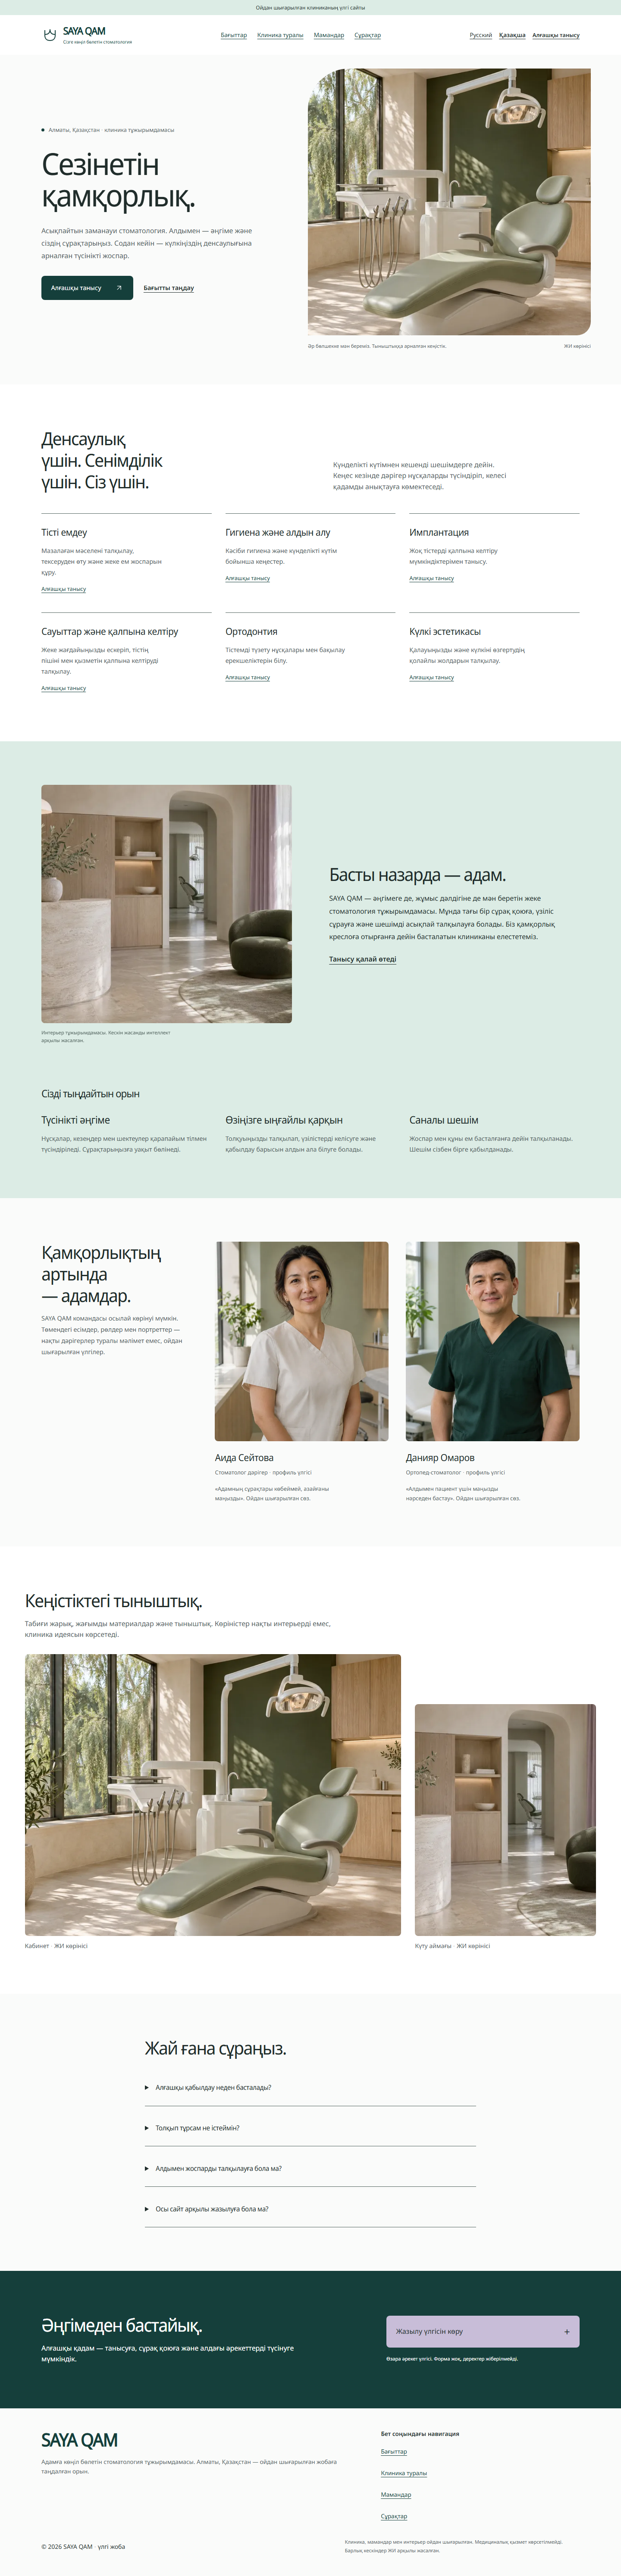 Ойдан шығарылған клиниканың үлгі сайты
SAYA QAM
Сізге көңіл бөлетін стоматология
Бағыттар
Клиника туралы
Мамандар
Сұрақтар
Русский
Қазақша
Алғашқы танысу
Алматы, Қазақстан · клиника тұжырымдамасы
Сезінетін
қамқорлық.
Асықпайтын заманауи стоматология. Алдымен — әңгіме және
сіздің сұрақтарыңыз. Содан кейін — күлкіңіздің денсаулығына
арналған түсінікті жоспар.
Алғашқы танысу
Бағытты таңдау
Әр бөлшекке мән береміз. Тыныштыққа арналған кеңістік.
ЖИ көрінісі
Денсаулық
үшін. Сенімділік
үшін. Сіз үшін.
Күнделікті күтімнен кешенді шешімдерге дейін.
Кеңес кезінде дәрігер нұсқаларды түсіндіріп, келесі
қадамды анықтауға көмектеседі.
Тісті емдеу
Мазалаған мәселені талқылау,
тексеруден өту және жеке ем жоспарын
құру.
Алғашқы танысу
Гигиена және алдын алу
Кәсіби гигиена және күнделікті күтім
бойынша кеңестер.
Алғашқы танысу
Имплантация
Жоқ тістерді қалпына келтіру
мүмкіндіктерімен танысу.
Алғашқы танысу
Сауыттар және қалпына келтіру
Жеке жағдайыңызды ескеріп, тістің
пішіні мен қызметін қалпына келтіруді
талқылау.
Алғашқы танысу
Ортодонтия
Тістемді түзету нұсқалары мен бақылау
ерекшеліктерін білу.
Алғашқы танысу
Күлкі эстетикасы
Қалауыңызды және күлкіні өзгертудің
қолайлы жолдарын талқылау.
Алғашқы танысу
Басты назарда — адам.
SAYA QAM — әңгімеге де, жұмыс дәлдігіне де мән беретін жеке
стоматология тұжырымдамасы. Мұнда тағы бір сұрақ қоюға, үзіліс
сұрауға және шешімді асықпай талқылауға болады. Біз қамқорлық
креслоға отырғанға дейін басталатын клиниканы елестетеміз.
Танысу қалай өтеді
Интерьер тұжырымдамасы. Кескін жасанды интеллект
арқылы жасалған.
Сізді тыңдайтын орын
Түсінікті әңгіме
Нұсқалар, кезеңдер мен шектеулер қарапайым тілмен
түсіндіріледі. Сұрақтарыңызға уақыт бөлінеді.
Өзіңізге ыңғайлы қарқын
Толқуыңызды талқылап, үзілістерді келісуге және
қабылдау барысын алдын ала білуге болады.
Саналы шешім
Жоспар мен құны ем басталғанға дейін талқыланады.
Шешім сізбен бірге қабылданады.
Қамқорлықтың
артында
— адамдар.
SAYA QAM командасы осылай көрінуі мүмкін.
Төмендегі есімдер, рөлдер мен портреттер —
нақты дәрігерлер туралы мәлімет емес, ойдан
шығарылған үлгілер.
Аида Сейтова
Стоматолог дәрігер · профиль үлгісі
«Адамның сұрақтары көбеймей, азайғаны
маңызды». Ойдан шығарылған сөз.
Данияр Омаров
Ортопед-стоматолог · профиль үлгісі
«Алдымен пациент үшін маңызды
нәрседен бастау». Ойдан шығарылған сөз.
Кеңістіктегі тыныштық.
Табиғи жарық, жағымды материалдар және тыныштық. Көріністер нақты интерьерді емес,
клиника идеясын көрсетеді.
Кабинет · ЖИ көрінісі
Күту аймағы · ЖИ көрінісі
Жай ғана сұраңыз.
Алғашқы қабылдау неден басталады?
Толқып тұрсам не істеймін?
Алдымен жоспарды талқылауға бола ма?
Осы сайт арқылы жазылуға бола ма?
Әңгімеден бастайық.
Алғашқы қадам — танысуға, сұрақ қоюға және алдағы әрекеттерді түсінуге
мүмкіндік.
Жазылу үлгісін көру
Өзара әрекет үлгісі. Форма жоқ, деректер жіберілмейді.
SAYA QAM
Адамға көңіл бөлетін стоматология тұжырымдамасы. Алматы, Қазақстан — ойдан шығарылған жобаға
таңдалған орын.
Бет соңындағы навигация
Бағыттар
Клиника туралы
Мамандар
Сұрақтар
© 2026 SAYA QAM · үлгі жоба
Клиника, мамандар мен интерьер ойдан шығарылған. Медициналық қызмет көрсетілмейді.
Барлық кескіндер ЖИ арқылы жасалған.